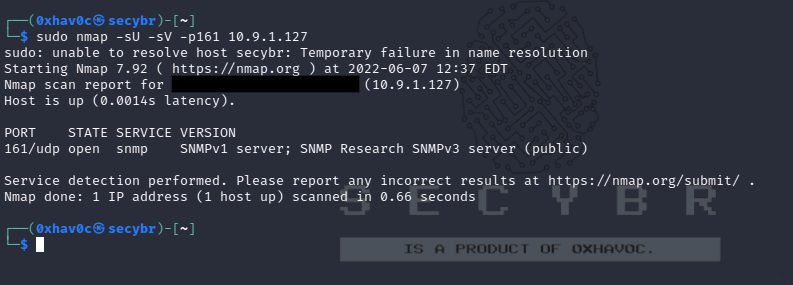 ┌──(0xhav0c㉿secybr)-[~]
└─$ sudo nmap -sU -sV -p161 10.9.1.127
sudo: unable to resolve host secybr: Temporary failure in name resolution
Starting Nmap 7.92 ( https://nmap.org ) at 2022-06-07 12:37 EDT
Nmap scan report for (10.9.1.127)
Host is up (0.0014s latency).
PORT    STATE SERVICE VERSION
161/udp open  snmp    SNMPv1 server; SNMP Research SNMPv3 server (public)
Service detection performed. Please report any incorrect results at https://nmap.org/submit/ .
Nmap done: 1 IP address (1 host up) scanned in 0.66 seconds
SECYBR
┌──(0xhav0c㉿secybr)-[~]
└─$
IS A PRODUCT OF 0XHAV0C.